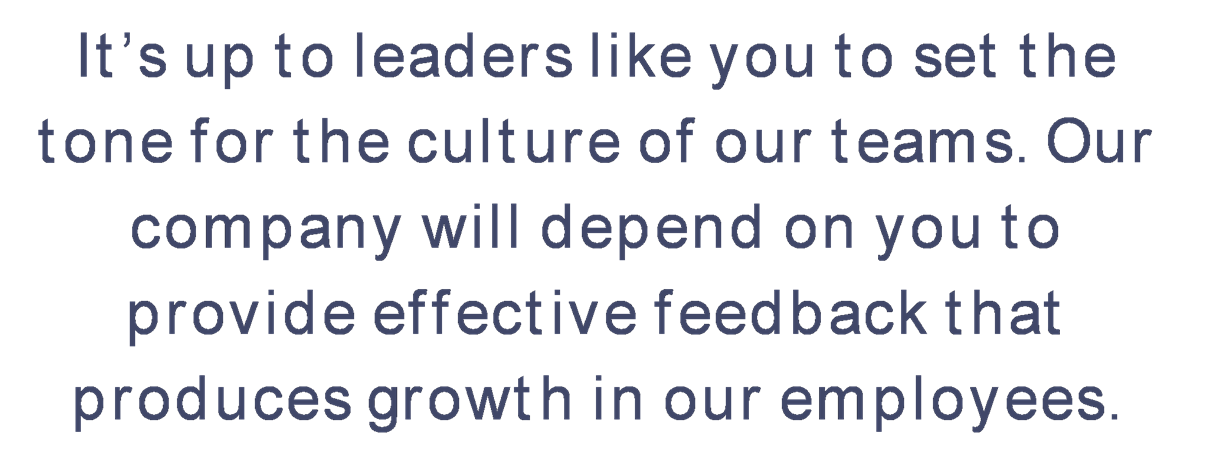 It’s up to leaders like you to set the
tone for the culture of our teams. Our
company will depend on you to
provide effective feedback that
produces growth in our employees.